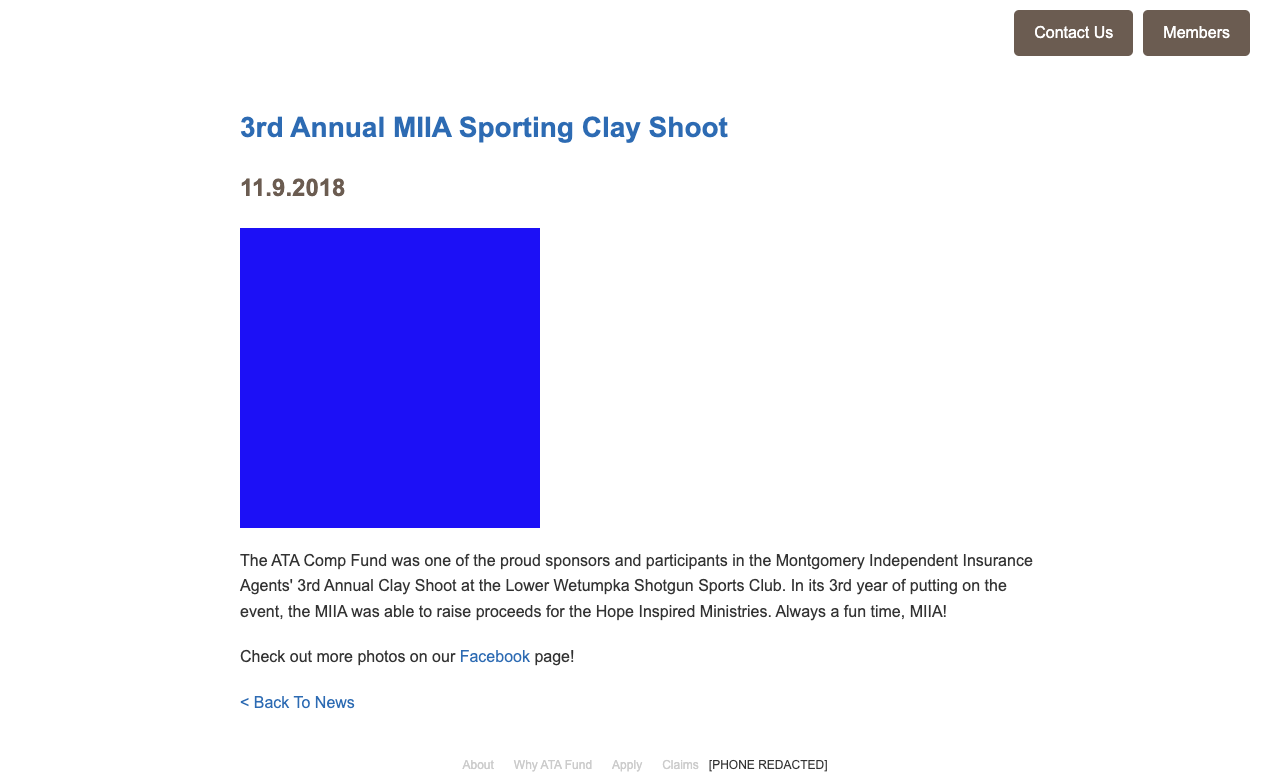 Contact Us Members
3rd Annual MIIA Sporting Clay Shoot
11.9.2018
The ATA Comp Fund was one of the proud sponsors and participants in the Montgomery Independent Insurance
Agents' 3rd Annual Clay Shoot at the Lower Wetumpka Shotgun Sports Club. In its 3rd year of putting on the
event, the MIIA was able to raise proceeds for the Hope Inspired Ministries. Always a fun time, MIIA!
Check out more photos on our Facebook page!
< Back To News
About Why ATA Fund Apply Claims [PHONE REDACTED]